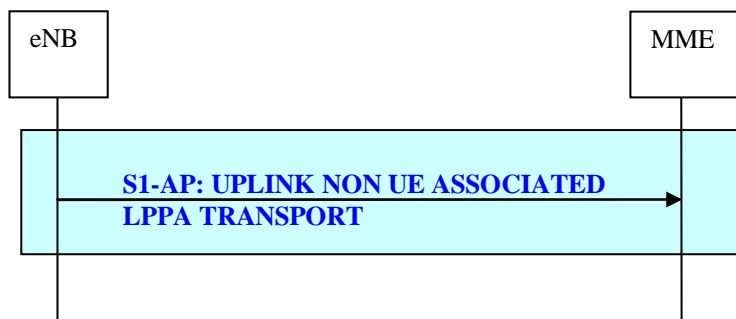 eNB
MME
S1-AP: UPLINK NON UE ASSOCIATED
LPPA TRANSPORT